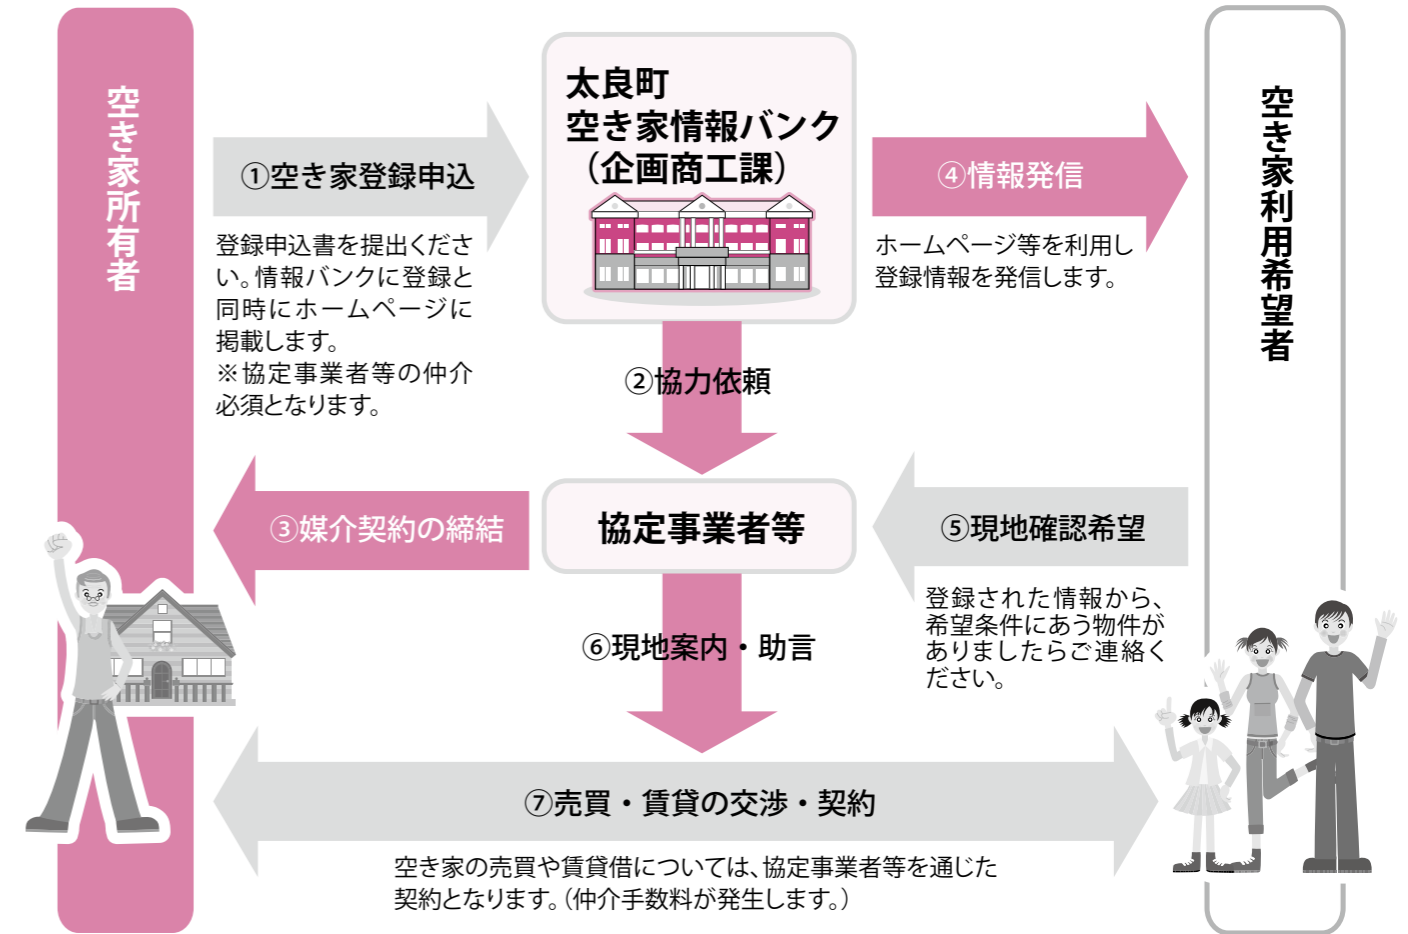 空き家所有者
①空き家登録申込
登録申込書を提出くださ
い。情報バンクに登録と
同時にホームページに
掲載します。
※協定事業者等の仲介
必須となります。
太良町
空き家情報バンク
（企画商工課）
④情報発信
ホームページ等を利用し
登録情報を発信します。
空き家利用希望者
②協力依頼
③媒介契約の締結
協定事業者等
⑤現地確認希望
登録された情報から、
希望条件にあう物件が
ありましたらご連絡く
ださい。
⑥現地案内・助言
⑦売買・賃貸の交渉・契約
空き家の売買や賃貸借については、協定事業者等を通じた
契約となります。（仲介手数料が発生します。）